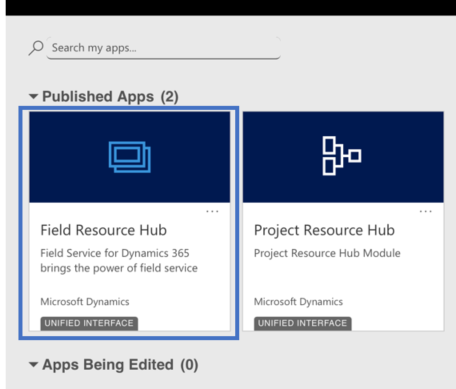 Search my apps...
Published Apps (2)
Field Resource Hub
Field Service for Dynamics 365
brings the power of field service
Microsoft Dynamics
UNIFIED INTERFACE
Project Resource Hub
Project Resource Hub Module
Microsoft Dynamics
UNIFIED INTERFACE
Apps Being Edited (0)